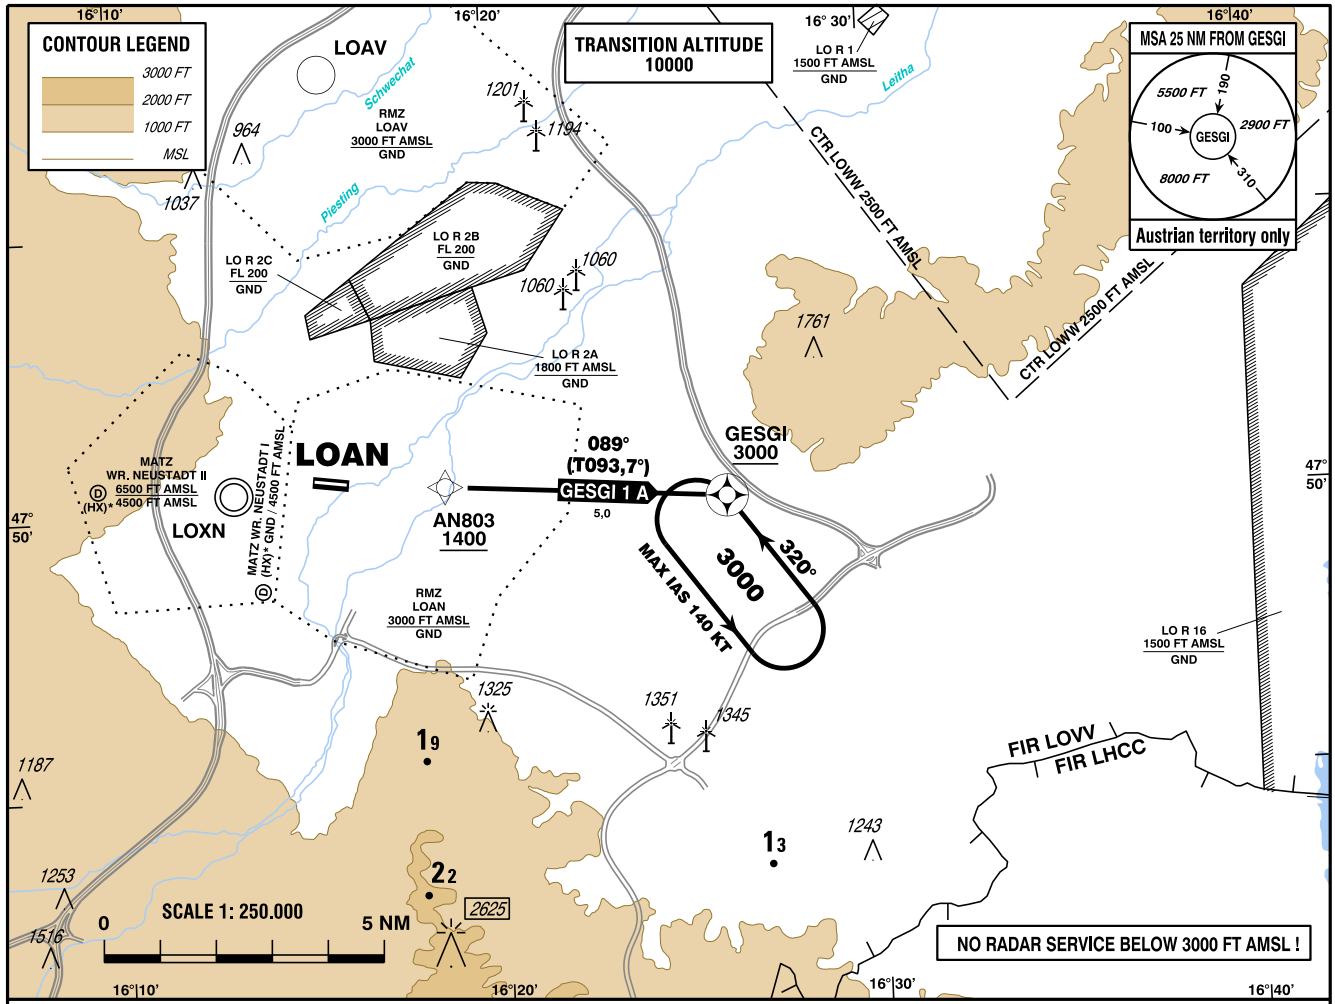 16°10'
16°20'
16°30'
16°40'
CONTOUR LEGEND
3000 FT
2000 FT
1000 FT
MSL
LOAV
TRANSITION ALTITUDE
10000
LO R 1
1500 FT AMSL
GND
Leitha
MSA 25 NM FROM GESGI
5500 FT
190
100
GESGI
2900 FT
8000 FT
310
Austrian territory only
Schwechat
1201
1194
964
1037
RMZ
LOAV
3000 FT AMSL
GND
Piesting
CTR LOWW 2500 FT AMSL
CTR LOWW 2500 FT AMSL
LO R 2B
FL 200
GND
LO R 2C
FL 200
GND
1060
1060
1761
LO R 2A
1800 FT AMSL
GND
MATZ
WR. NEUSTADT II
6500 FT AMSL
4500 FT AMSL
D
(HX)*
LOXN
MATZ WR. NEUSTADT I
(HX)* GND / 4500 FT AMSL
D
LOAN
AN803
1400
089°
(T093,7°)
GESGI 1 A
5,0
GESGI
3000
320°
3000
MAX IAS 140 KT
47°
50'
47°
50'
RMZ
LOAN
3000 FT AMSL
GND
LO R 16
1500 FT AMSL
GND
1325
1351
1345
19
FIR LOVV
FIR LHCC
1187
13
1243
22
1253
1516
2625
SCALE 1: 250.000
0
5 NM
NO RADAR SERVICE BELOW 3000 FT AMSL !
16°10'
16°20'
16°30'
16°40'